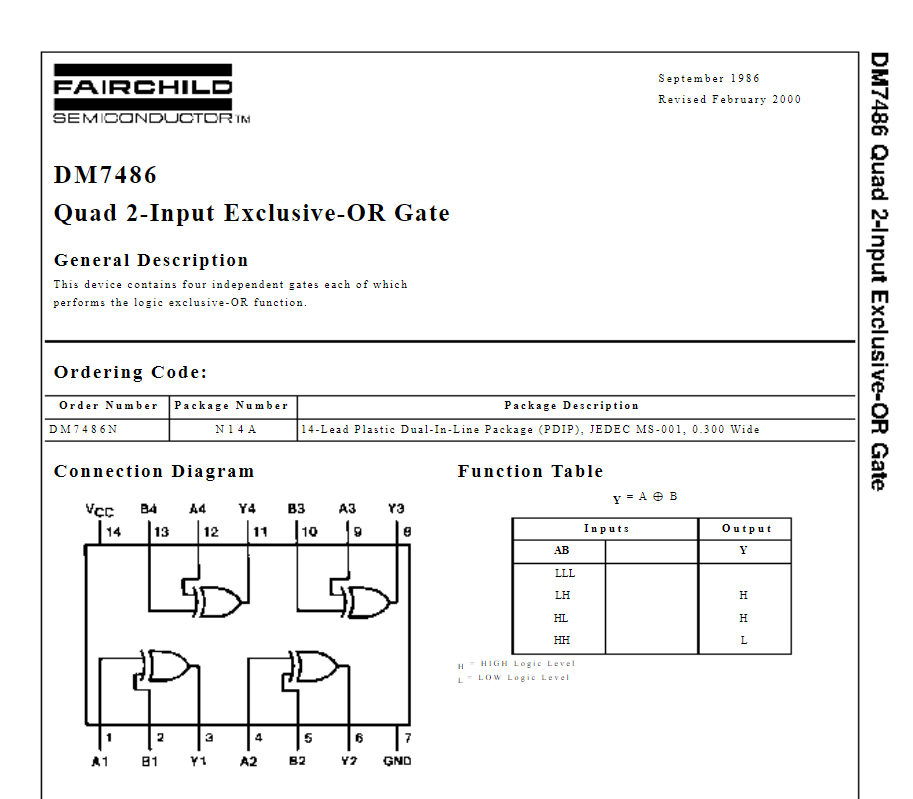 FAIRCHILD
SEMICONDUCTOR TM
September 1986
Revised February 2000
DM7486 Quad 2-Input Exclusive-OR Gate
DM7486
Quad 2-Input Exclusive-OR Gate
General Description
This device contains four independent gates each of which
performs the logic exclusive-OR function.
Ordering Code:
Order Number Package Number Package Description
DM7486N N14A 14-Lead Plastic Dual-In-Line Package (PDIP), JEDEC MS-001, 0.300 Wide
Connection Diagram
VCC B4 A4 Y4 B3 A3 Y3
14 13 12 11 10 9 8
1 2 3 4 5 6 7
A1 B1 Y1 A2 B2 Y2 GND
Function Table
Y = A ⊕ B
Inputs Output
AB Y
LLL
LH H
HL H
HH L
H = HIGH Logic Level
L = LOW Logic Level